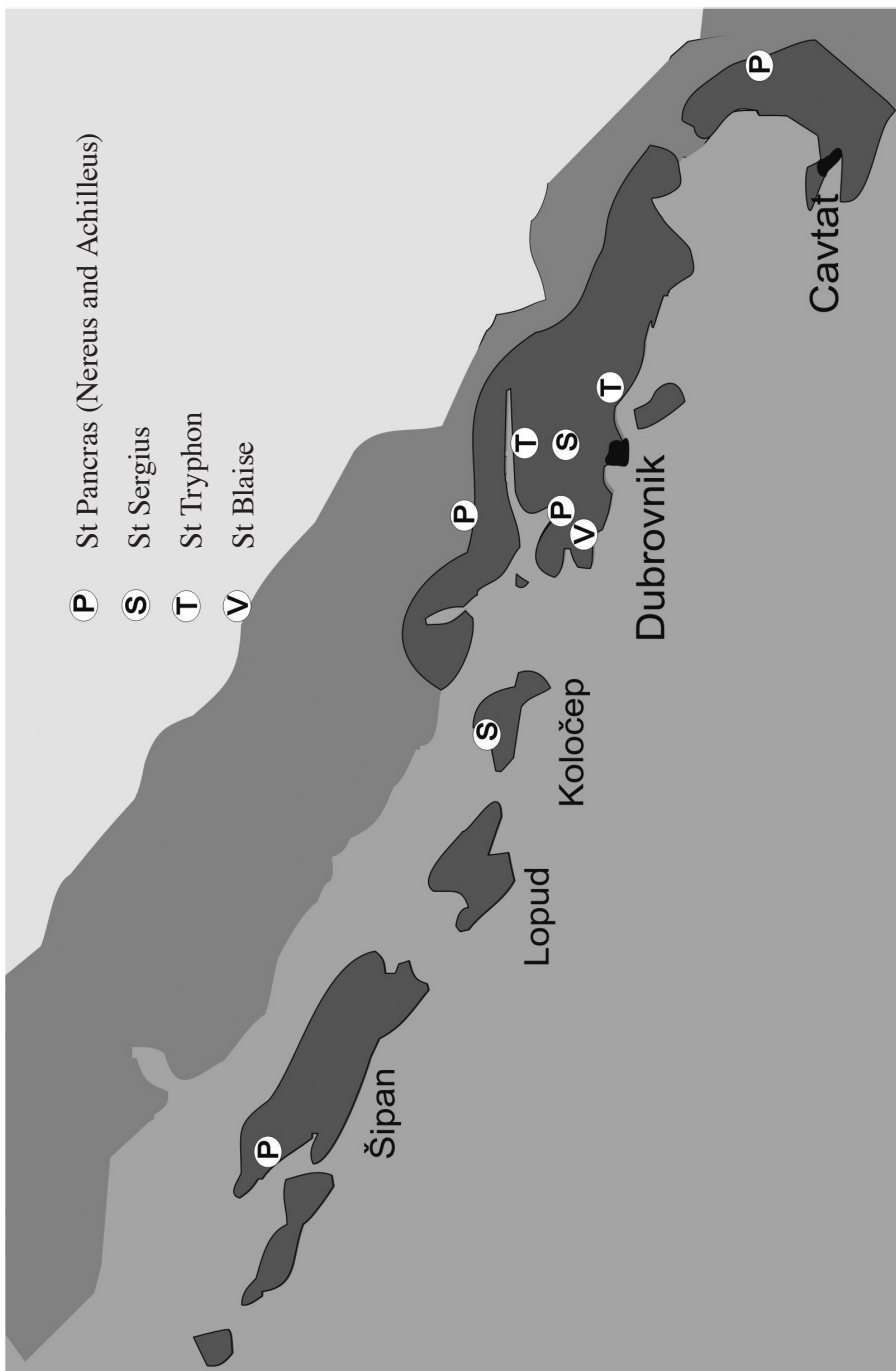 P St Pancras (Nereus and Achilleus)
S St Sergius
T St Tryphon
V St Blaise
P
P
T
S
T
P
V
S
P
Šipan
Lopud
Koločep
Dubrovnik
Cavtat